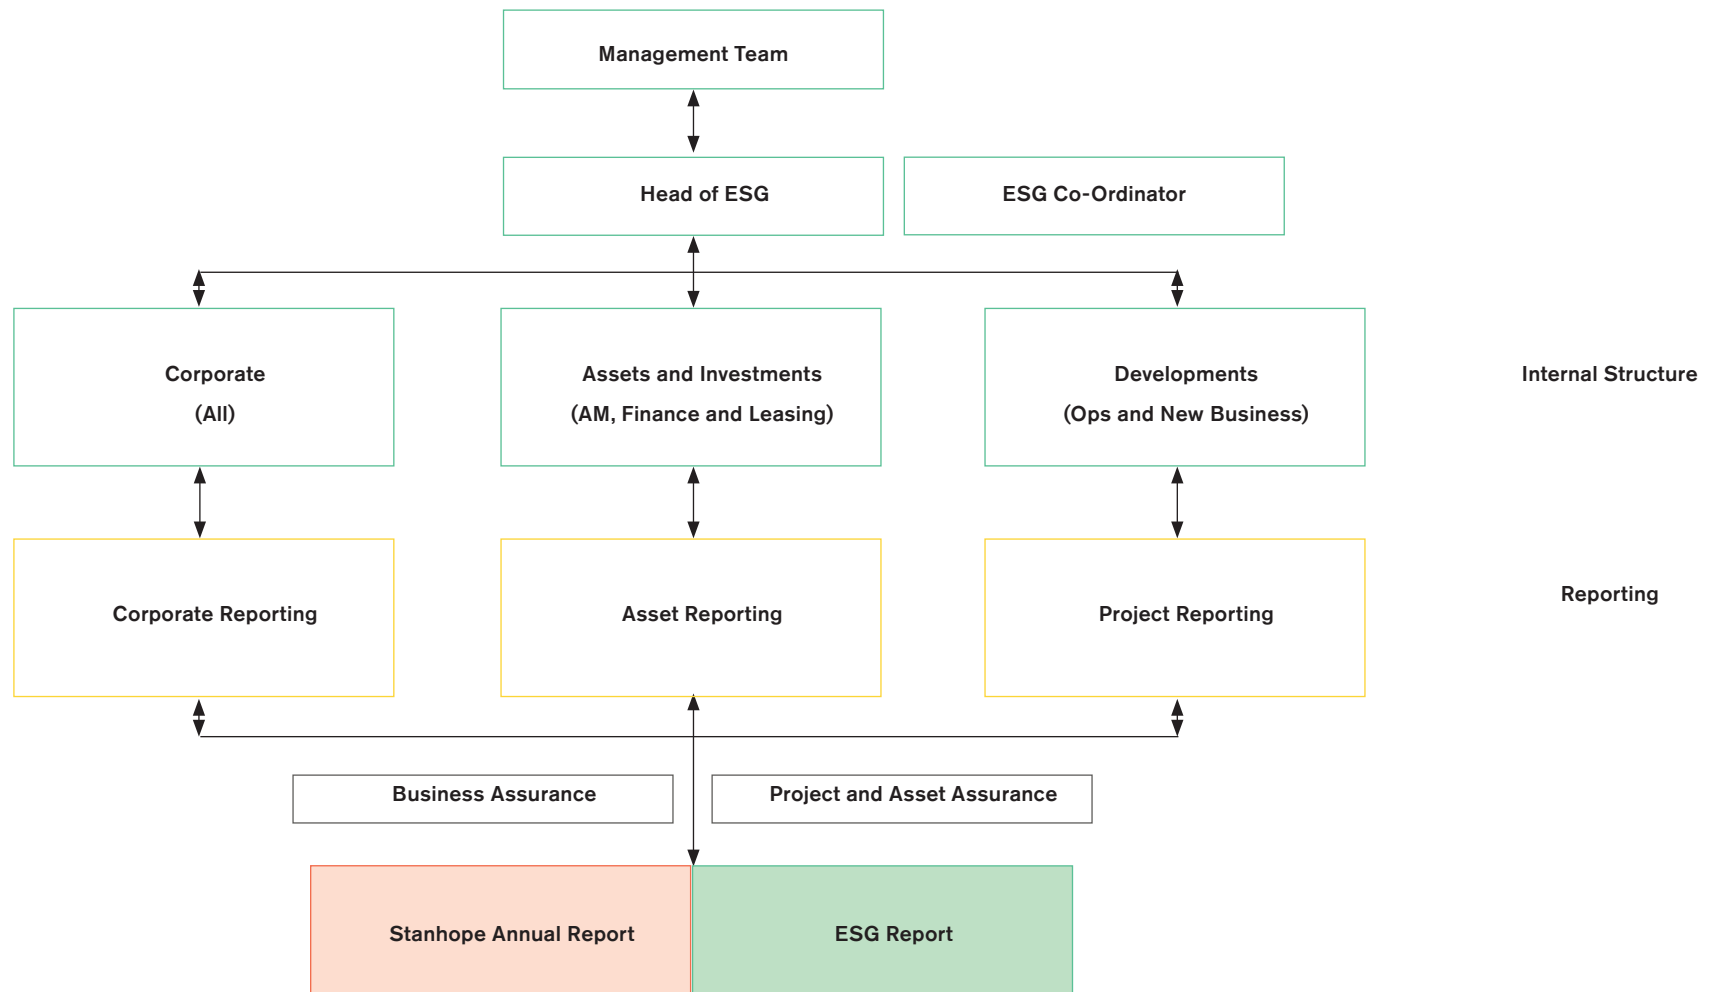 Management Team
Head of ESG
ESG Co-Ordinator
Corporate
(All)
Assets and Investments
(AM, Finance and Leasing)
Developments
(Ops and New Business)
Internal Structure
Corporate Reporting
Asset Reporting
Project Reporting
Reporting
Business Assurance
Project and Asset Assurance
Stanhope Annual Report
ESG Report